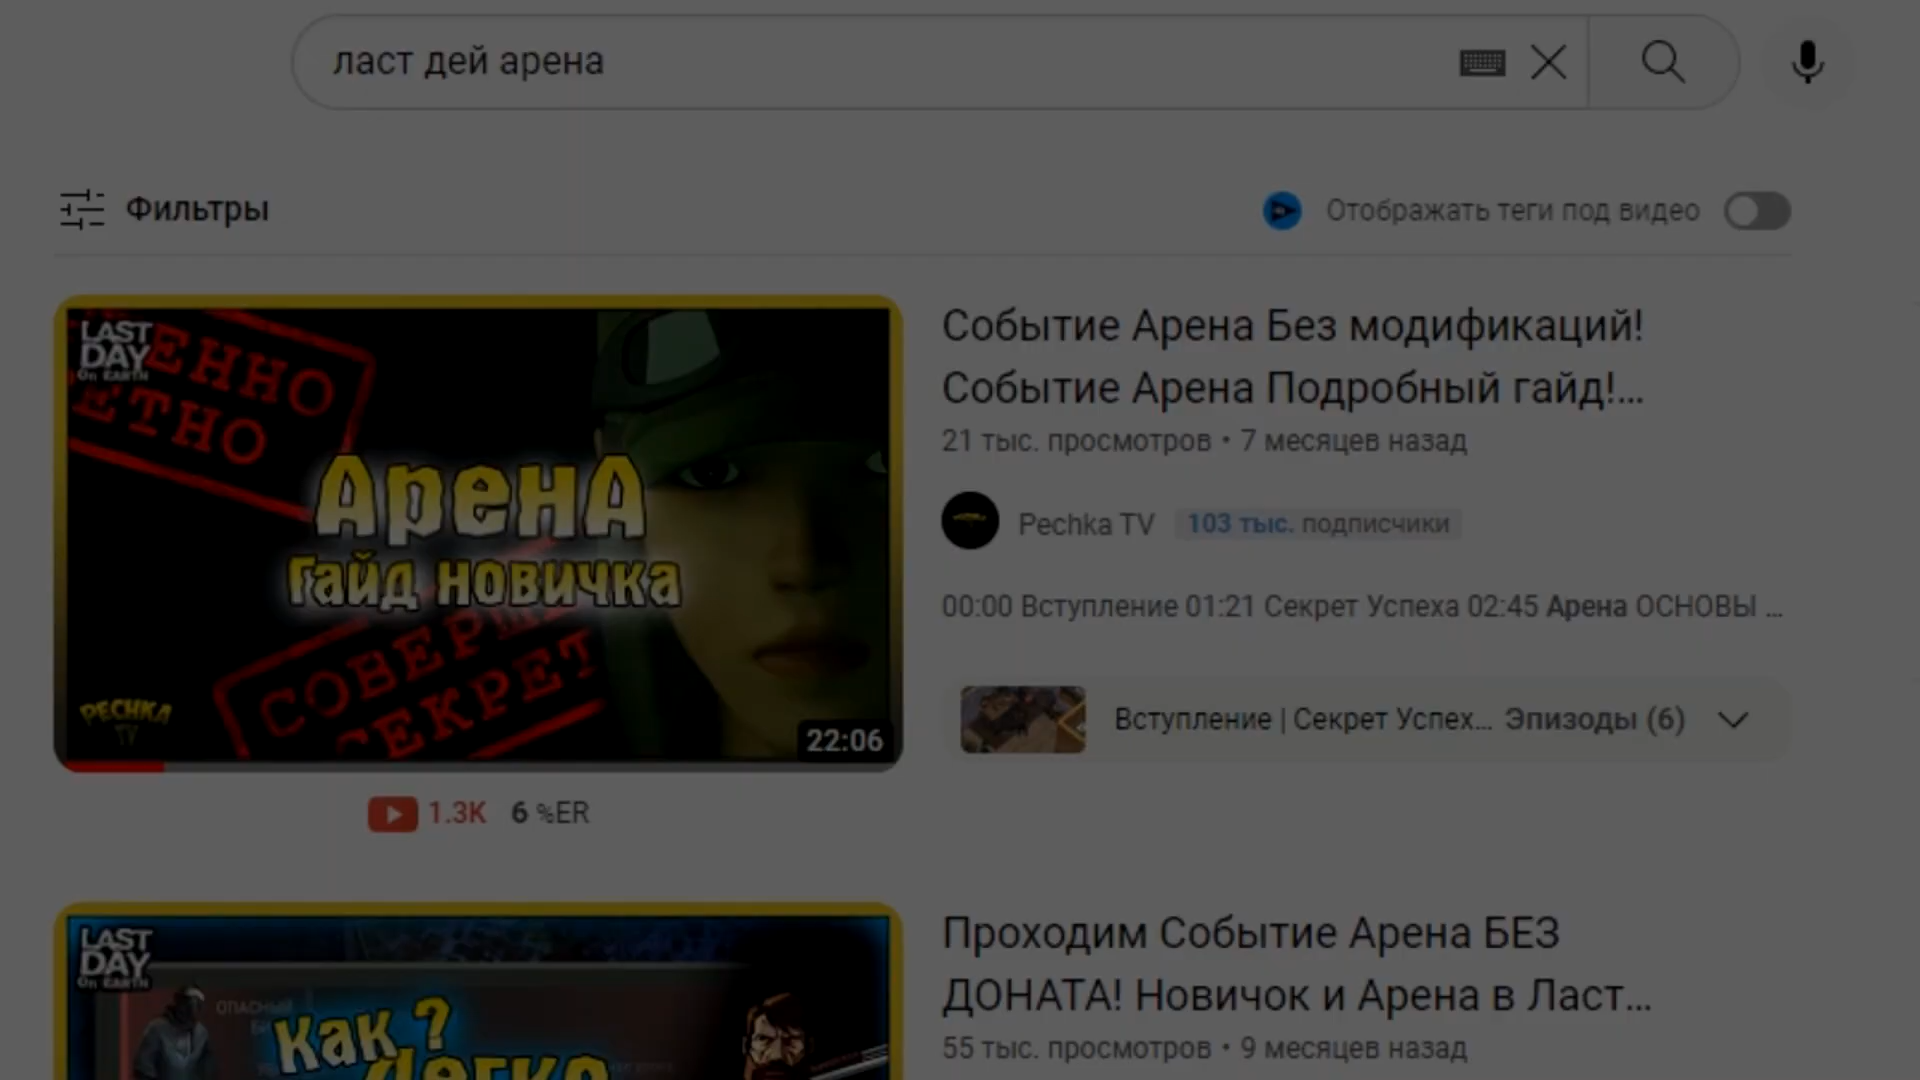 ласт дей арена
Фильтры
Отображать теги под видео
LAST
DAY
On EARTH
ЕННО
ЕТНО
АренА
Гайд новичка
СЕКРЕТ
PECHKA
TV
22:06
Событие Арена Без модификаций!
Событие Арена Подробный гайд!...
21 тыс. просмотров • 7 месяцев назад
Pechka TV
103 тыс. подписчики
00:00 Вступление 01:21 Секрет Успеха 02:45 Арена ОСНОВЫ ...
Вступление | Секрет Успех... Эпизоды (6)
1.3K 6 %ER
LAST
DAY
On EARTH
Как ?
Легко
Проходим Событие Арена БЕЗ
ДОНАТА! Новичок и Арена в Ласт...
55 тыс. просмотров • 9 месяцев назад